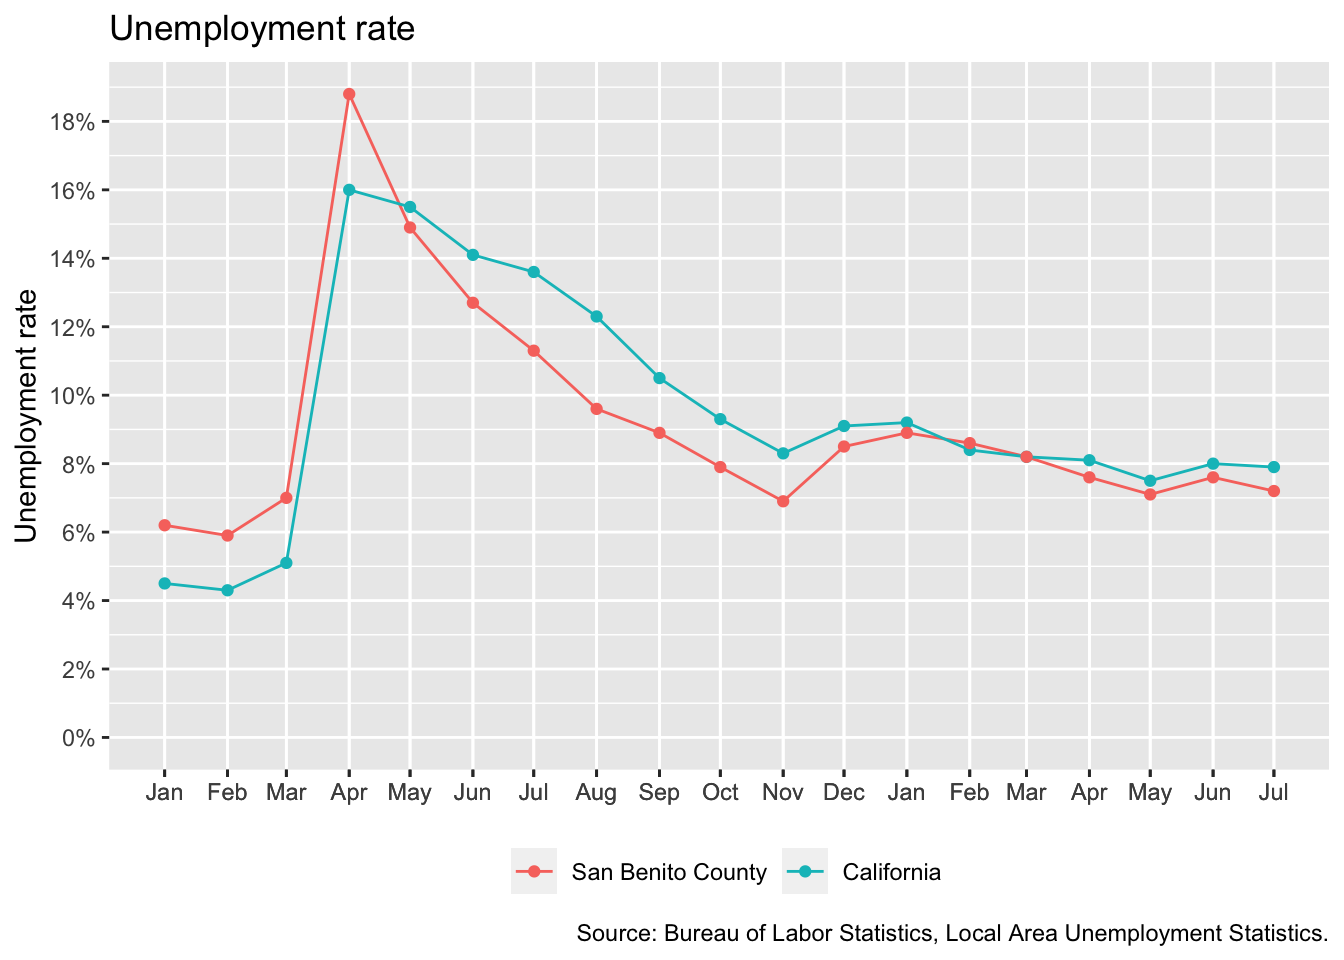 Unemployment rate
Unemployment rate
18%
16%
14%
12%
10%
8%
6%
4%
2%
0%
Jan Feb Mar Apr May Jun Jul Aug Sep Oct Nov Dec Jan Feb Mar Apr May Jun Jul
San Benito County California
Source: Bureau of Labor Statistics, Local Area Unemployment Statistics.